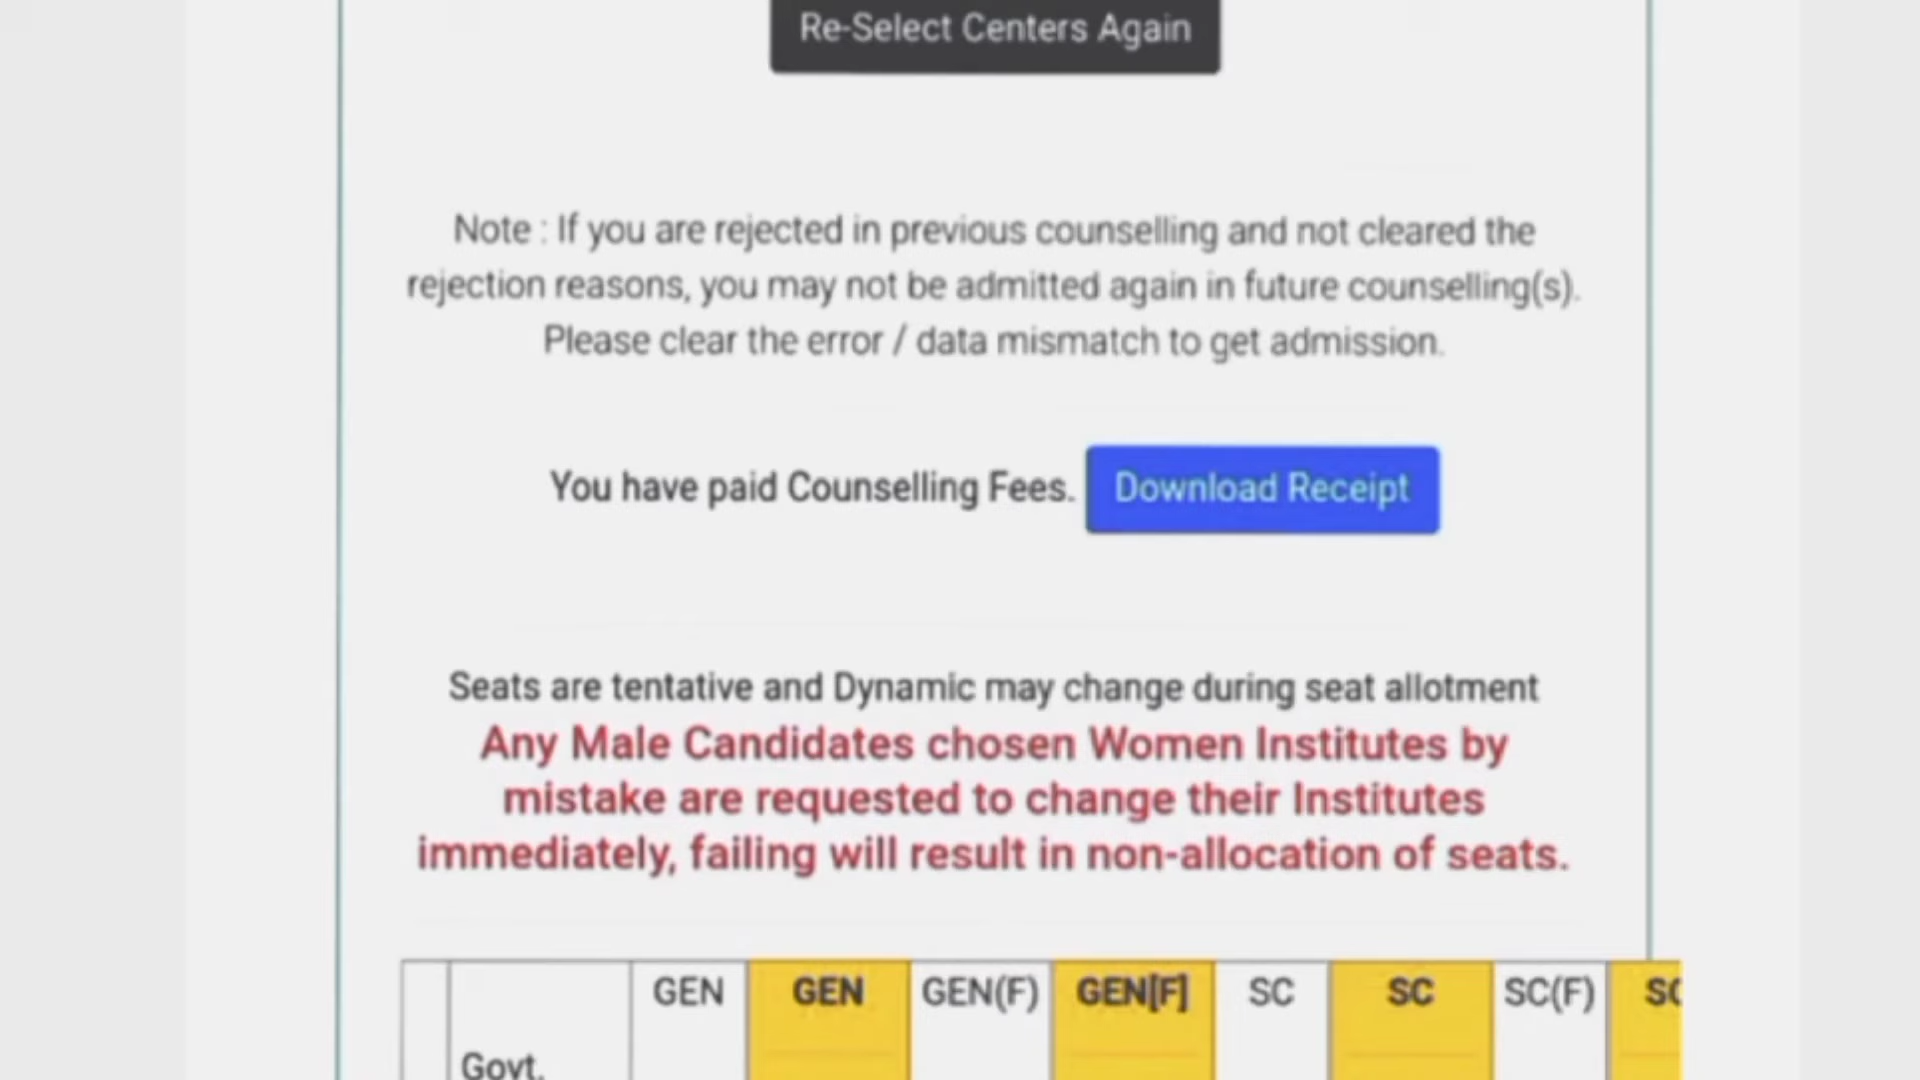 Re-Select Centers Again
Note : If you are rejected in previous counselling and not cleared the
rejection reasons, you may not be admitted again in future counselling(s).
Please clear the error / data mismatch to get admission.
You have paid Counselling Fees. Download Receipt
Seats are tentative and Dynamic may change during seat allotment
Any Male Candidates chosen Women Institutes by
mistake are requested to change their Institutes
immediately, failing will result in non-allocation of seats.
GEN GEN GEN(F) GEN[F] SC SC SC(F)
Govt.